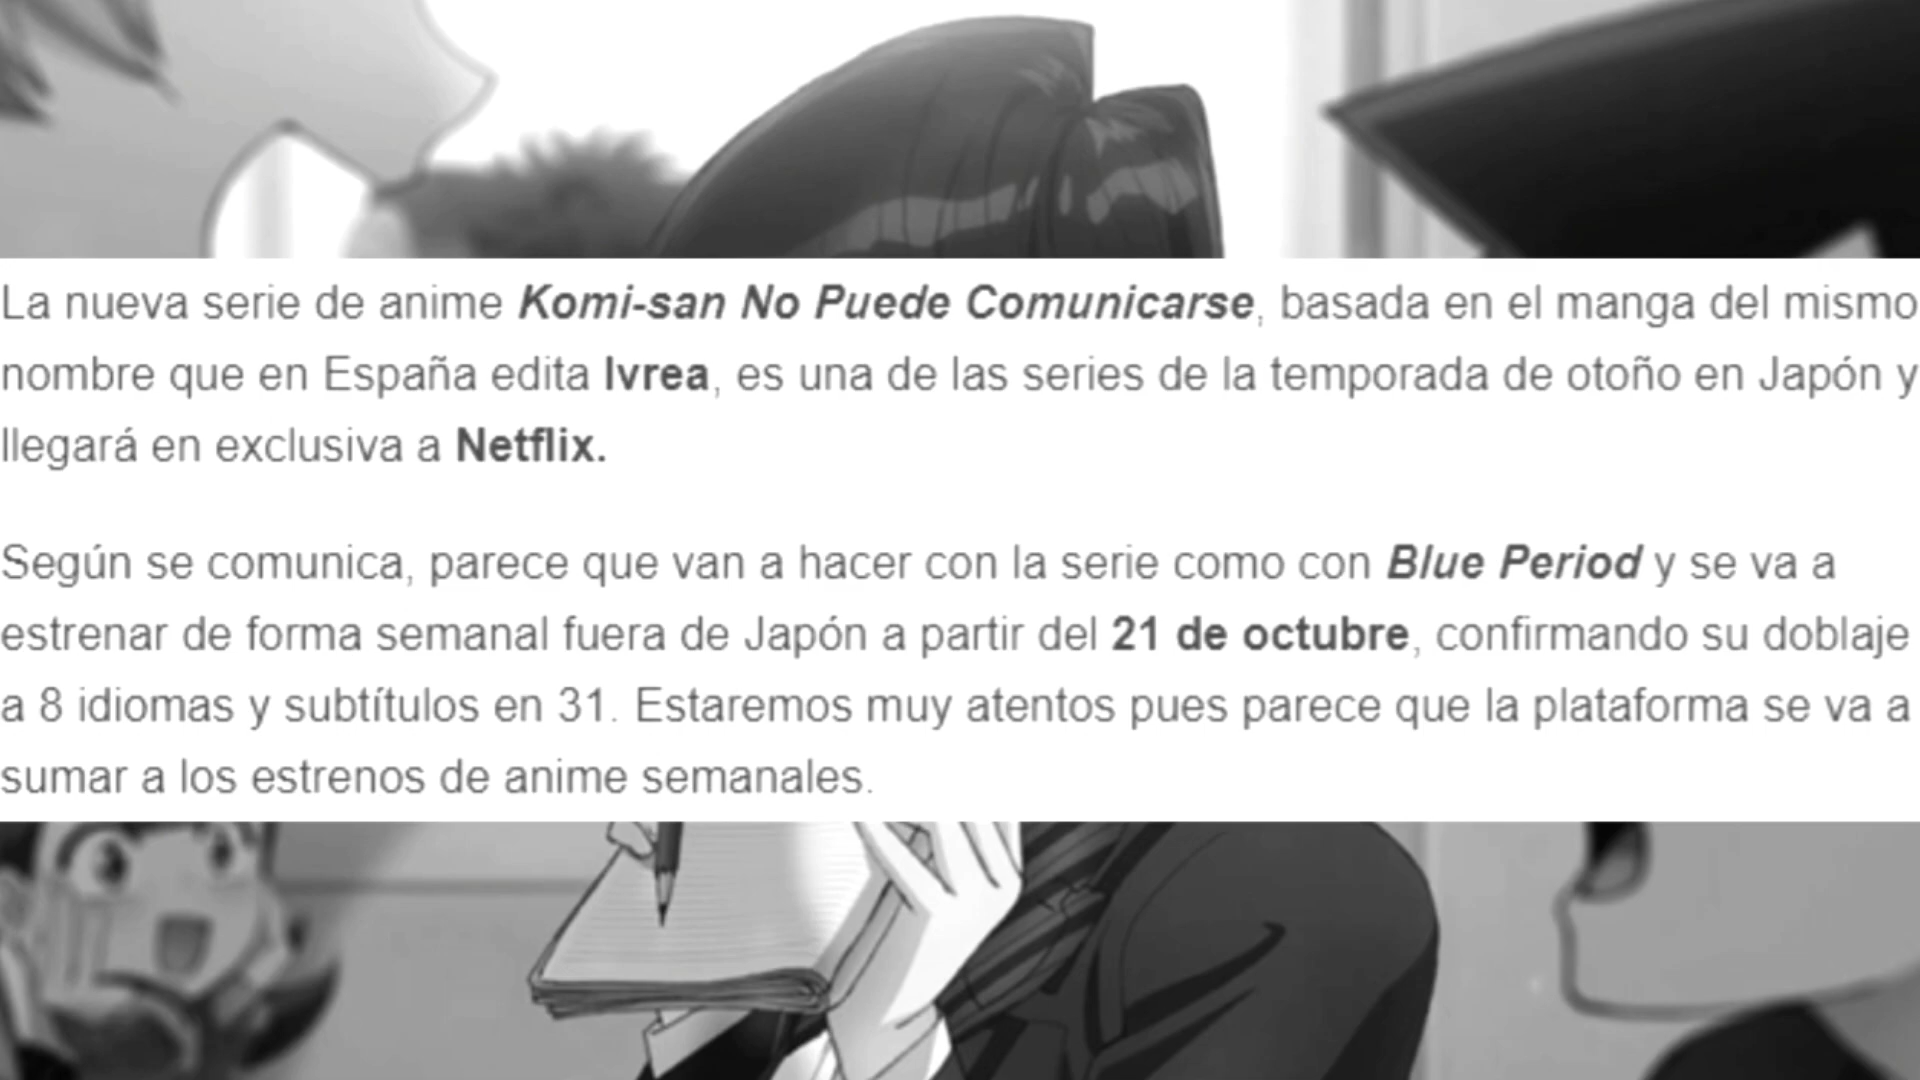 La nueva serie de anime Komi-san No Puede Comunicarse, basada en el manga del mismo
nombre que en España edita Ivrea, es una de las series de la temporada de otoño en Japón y
llegará en exclusiva a Netflix.
Según se comunica, parece que van a hacer con la serie como con Blue Period y se va a
estrenar de forma semanal fuera de Japón a partir del 21 de octubre, confirmando su doblaje
a 8 idiomas y subtítulos en 31. Estaremos muy atentos pues parece que la plataforma se va a
sumar a los estrenos de anime semanales.